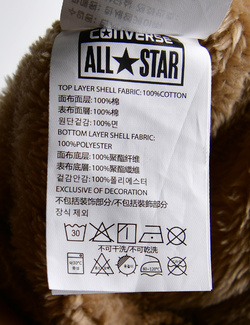 CONVERSE
ALL★STAR
TOP LAYER SHELL FABRIC: 100%COTTON
面布面层: 100%棉
表布面層: 100%棉
원단겉감: 100%면
BOTTOM LAYER SHELL FABRIC:
100%POLYESTER
面布底层: 100%聚酯纤维
表布底層: 100%聚酯纖維
겉감안감: 100%폴리에스터
EXCLUSIVE OF DECORATION
不包括装饰部分/不包括裝飾部分
장식 제외
30
不可干洗/不可乾洗
80~120℃